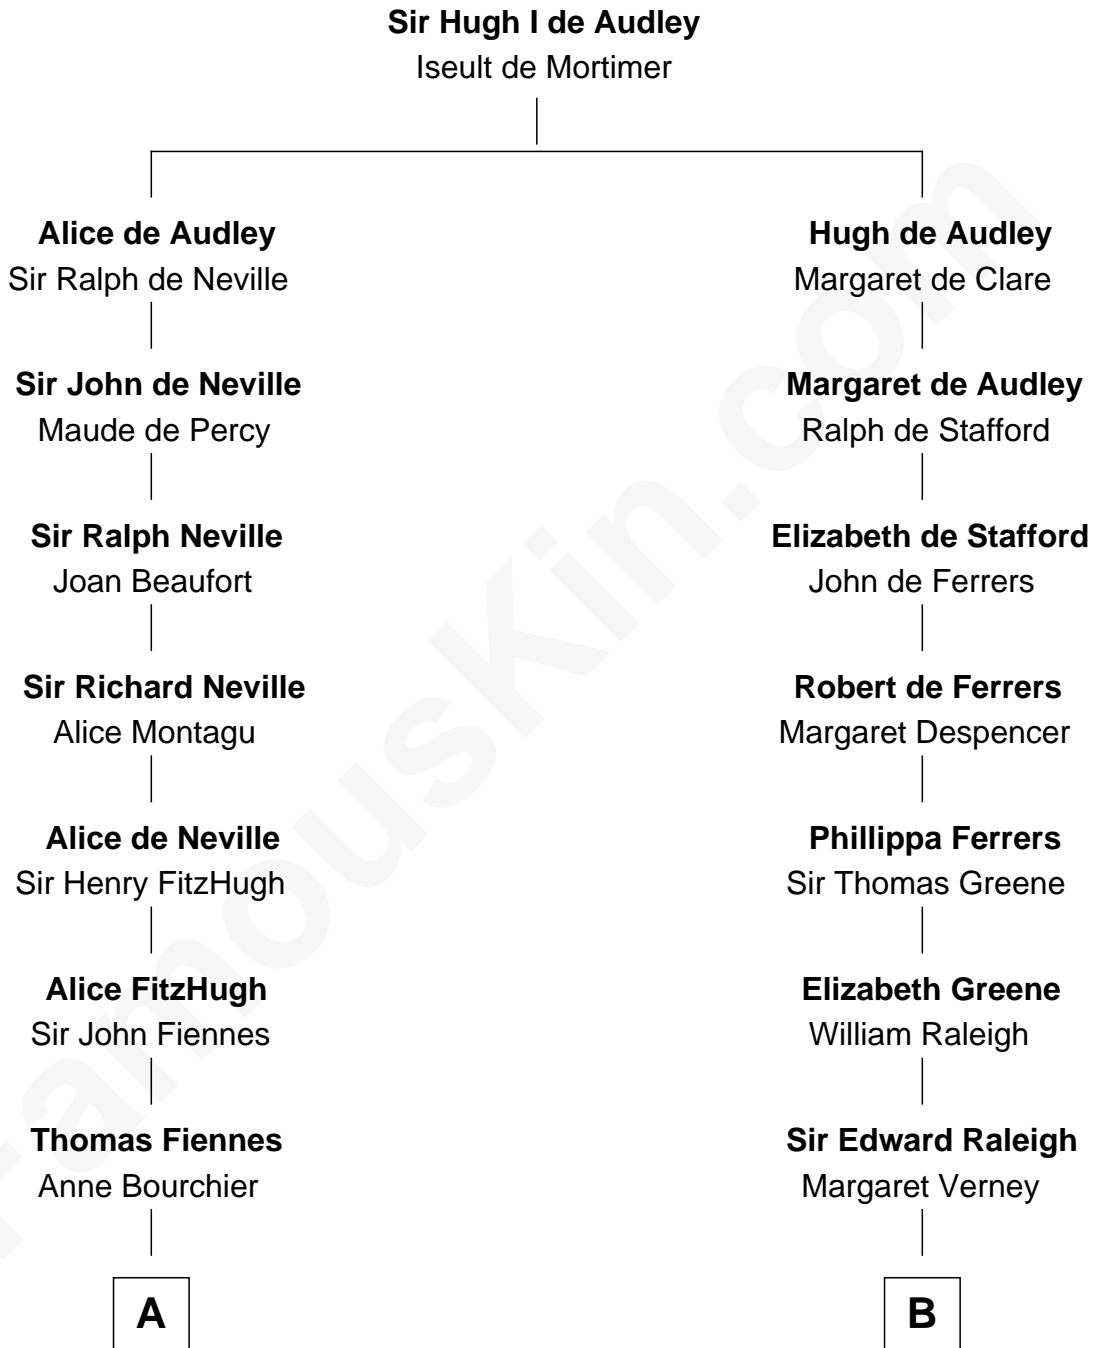 Sir Hugh I de Audley
Iseult de Mortimer
Alice de Audley
Sir Ralph de Neville
Hugh de Audley
Margaret de Clare
Sir John de Neville
Maude de Percy
Margaret de Audley
Ralph de Stafford
Sir Ralph Neville
Joan Beaufort
Elizabeth de Stafford
John de Ferrers
Sir Richard Neville
Alice Montagu
Robert de Ferrers
Margaret Despencer
Alice de Neville
Sir Henry FitzHugh
Phillippa Ferrers
Sir Thomas Greene
Alice FitzHugh
Sir John Fiennes
Elizabeth Greene
William Raleigh
Thomas Fiennes
Anne Bourchier
Sir Edward Raleigh
Margaret Verney
A
B
FamousKin.com